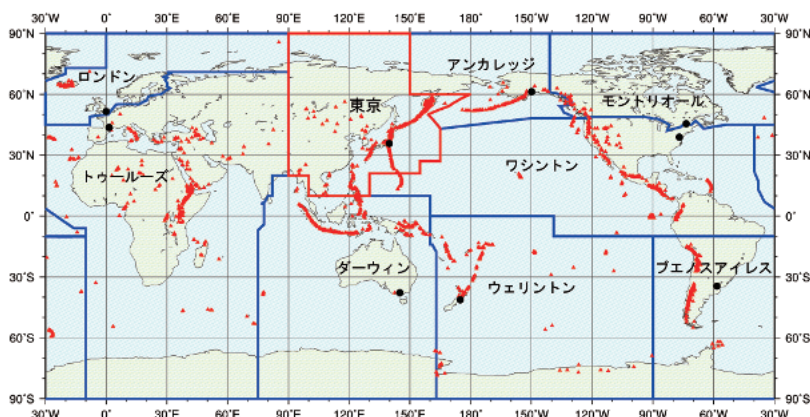 30°W 0° 30°E 60°E 90°E 120°E 150°E 180° 150°W 120°W 90°W 60°W 30°W
90°N 90°N
ロンドン アンカレッジ
60°N 東京 モントリオール 60°N
30°N ワシントン 30°N
トゥールーズ
0° 0°
ダーウィン ウェリントン ブエノスアイレス
30°S 30°S
60°S 60°S
90°S 90°S
30°W 0° 30°E 60°E 90°E 120°E 150°E 180° 150°W 120°W 90°W 60°W 30°W